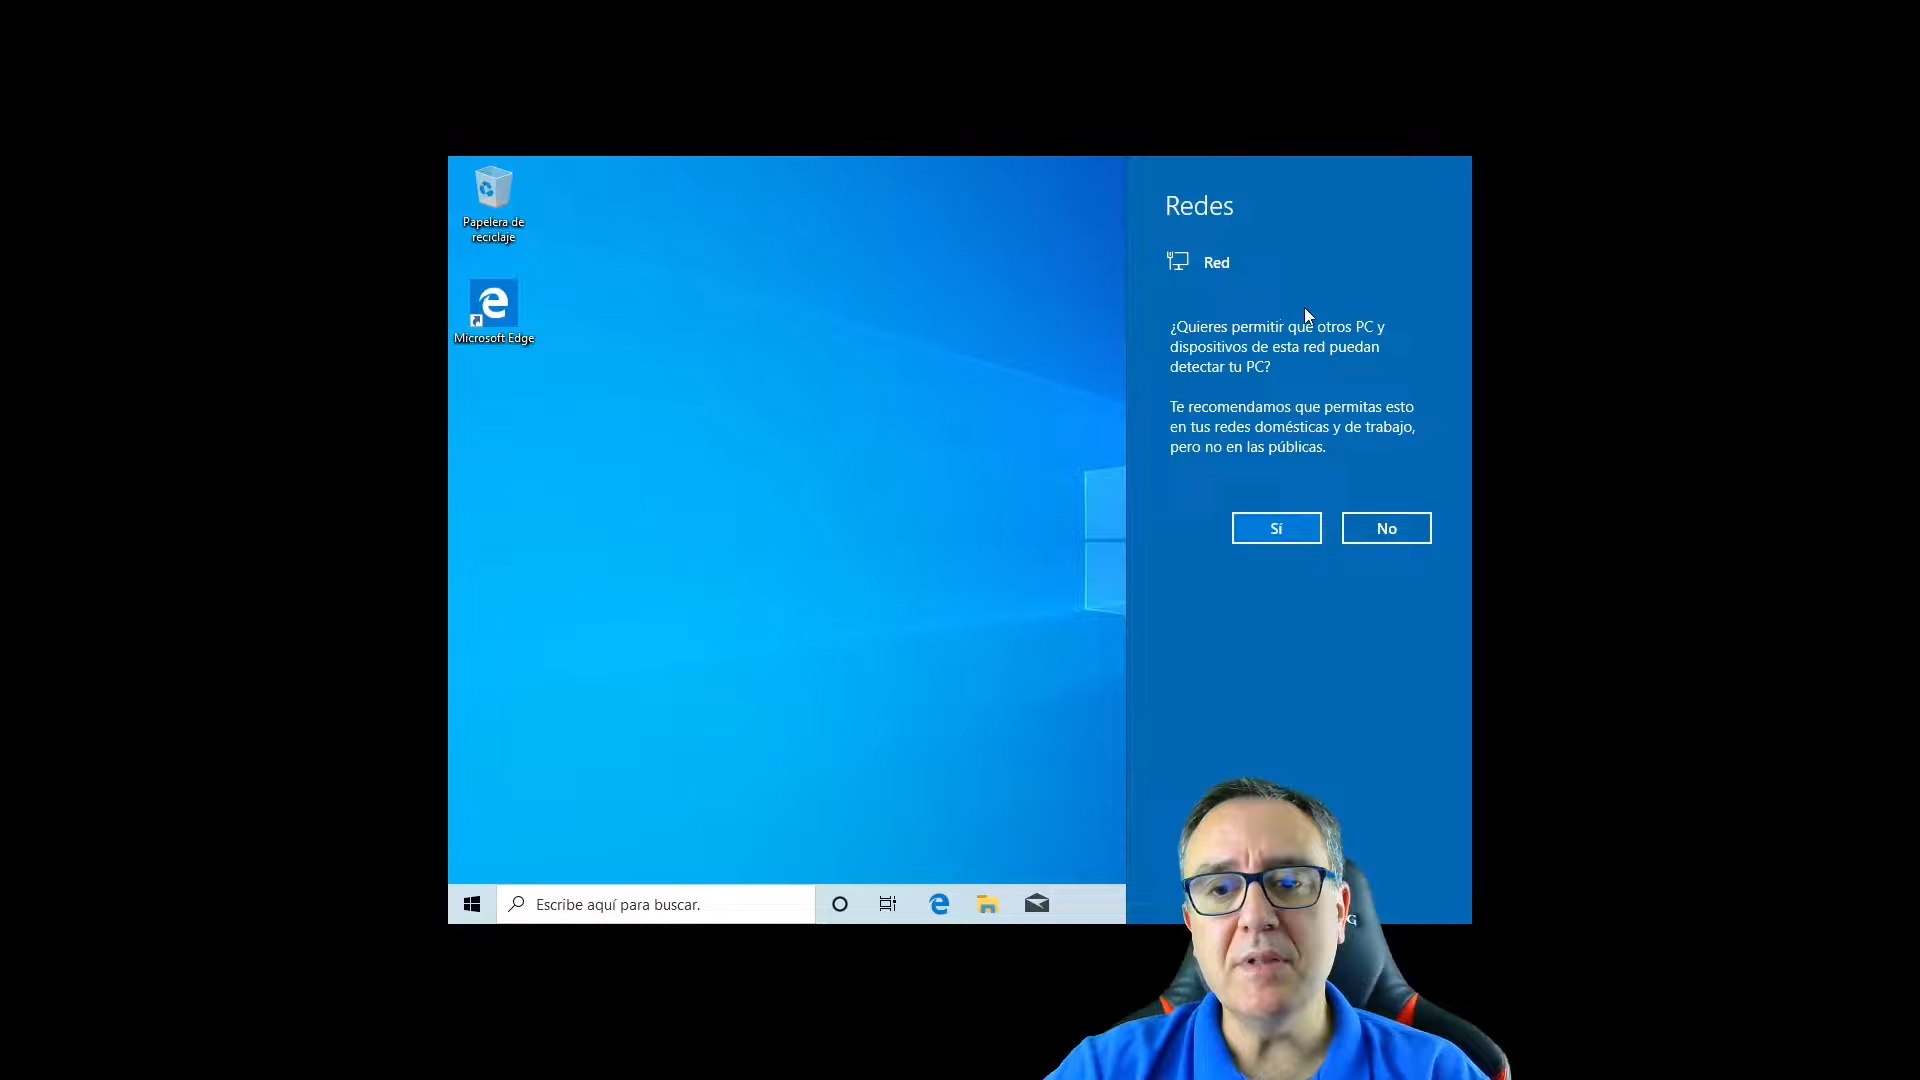 Papelera de
reciclaje
Microsoft Edge
Redes
Red
¿Quieres permitir que otros PC y
dispositivos de esta red puedan
detectar tu PC?
Te recomendamos que permitas esto
en tus redes domésticas y de trabajo,
pero no en las públicas.
Sí
No
Escribe aquí para buscar.
G